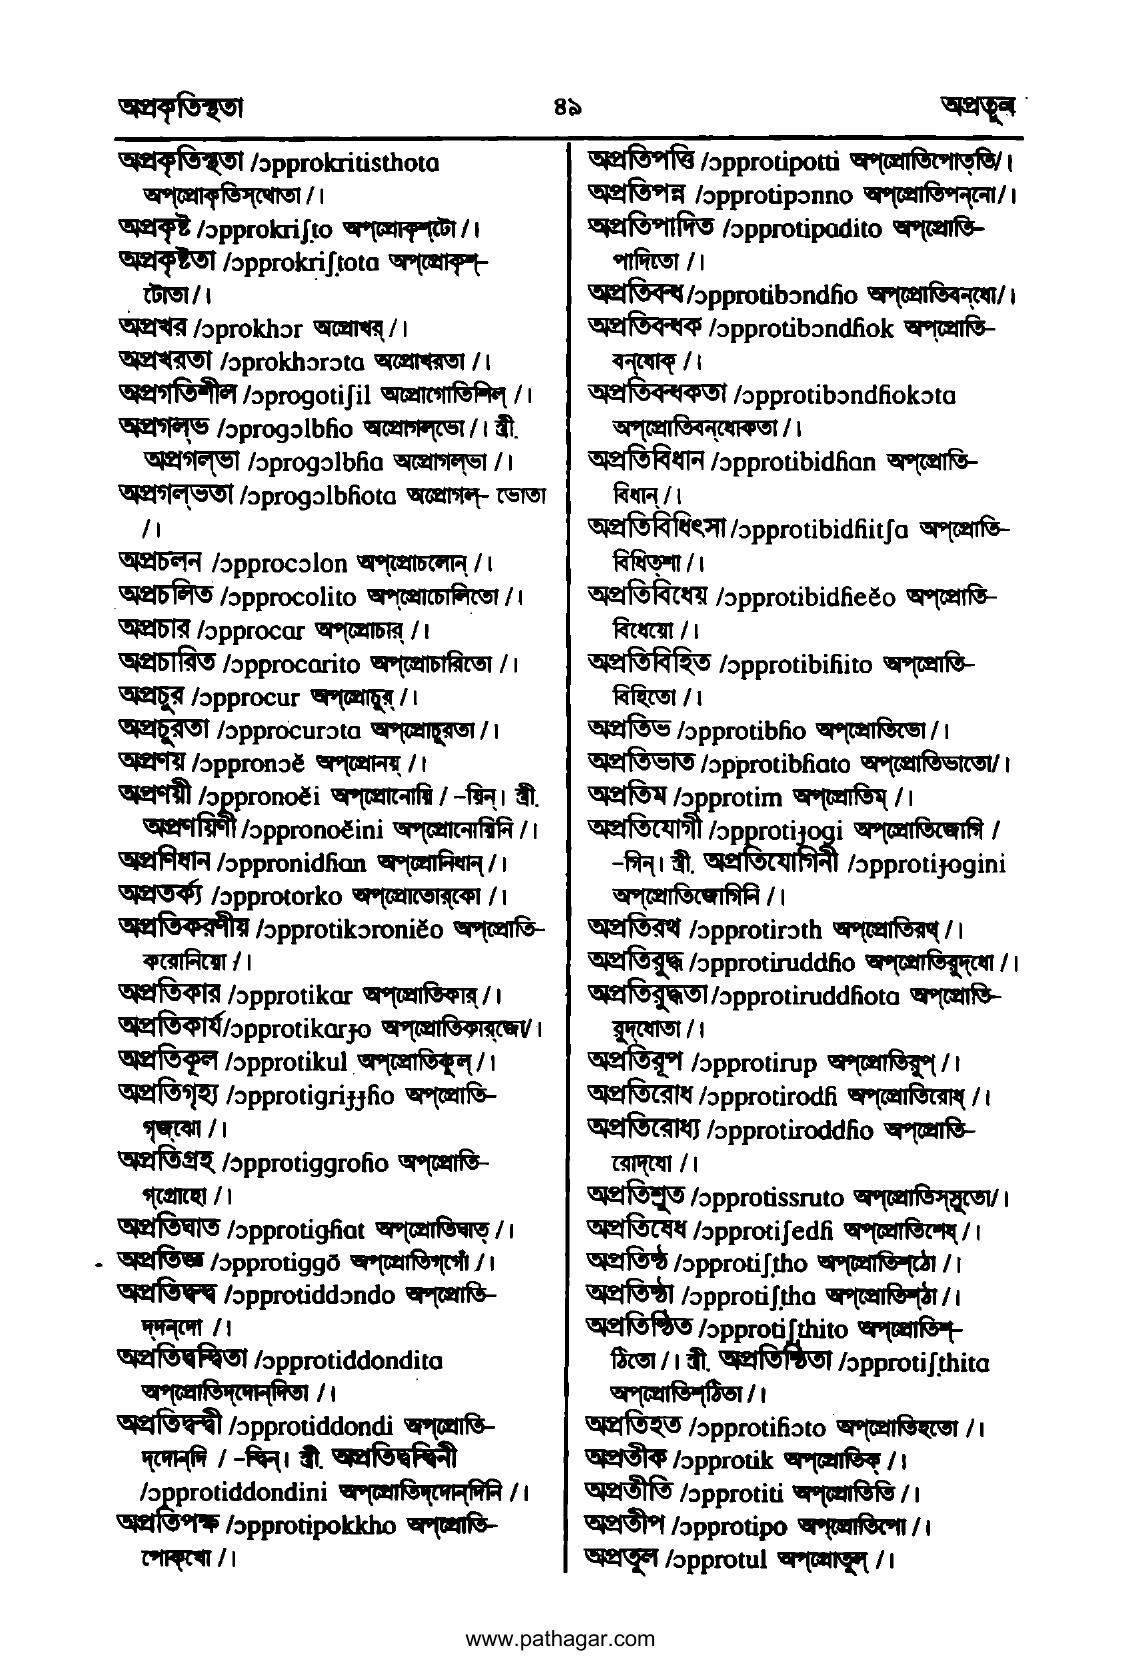 অপ্রকৃতিস্থতা ৪৯ অপ্রতূল
অপ্রকৃতিস্থতা /ɔpprokritisthota
অপ্‌প্রোকৃতিস্‌থোতা /।
অপ্রকৃষ্ট /ɔpprokriʃṭo অপ্‌প্রোকৃশ্‌টো /।
অপ্রকৃষ্টতা /ɔpprokriʃṭota অপ্‌প্রোকৃশ্‌–
টোতা/।
অপ্রখর /ɔprokhɔr অপ্রোখর্ /।
অপ্রখরতা /ɔprokhɔrɔta অপ্রোখরতা /।
অপ্রগতিশীল /ɔprogotiʃil অপ্রোগোতিশিল্ /।
অপ্রগল্‌ভ /ɔprogɔlbɦo অপ্রোগল্‌ভো /। স্ত্রী.
অপ্রগল্‌ভা /ɔprogɔlbɦa অপ্রোগল্‌ভা /।
অপ্রগল্‌ভতা /ɔprogɔlbɦota অপ্রোগল্‌– ভোতা
/।
অপ্রচলন /ɔpprocɔlon অপ্‌প্রোচলোন্ /।
অপ্রচলিত /ɔpprocolito অপ্‌প্রোচোলিতো /।
অপ্রচার /ɔpprocar অপ্‌প্রোচার্ /।
অপ্রচারিত /ɔpprocarito অপ্‌প্রোচারিতো /।
অপ্রচুর /ɔpprocur অপ্‌প্রোচুর্ /।
অপ্রচুরতা /ɔpprocurɔta অপ্‌প্রোচুরতা /।
অপ্রণয় /ɔppronɔĕ অপ্‌প্রোনয়্ /।
অপ্রণয়ী /ɔppronoĕi অপ্‌প্রোনোয়ি / –য়িন্। স্ত্রী.
অপ্রণয়িণী /ɔppronoĕini অপ্‌প্রোনোয়িনি /।
অপ্রণিধান /ɔppronidɦan অপ্‌প্রোনিধান্ /।
অপ্রতর্ক্য /ɔpprotorko অপ্‌প্রোতোর্‌কো /।
অপ্রতিকরণীয় /ɔpprotikɔroniĕo অপ্‌প্রোতি–
করোনিয়ো /।
অপ্রতিকার /ɔpprotikar অপ্‌প্রোতিকার্ /।
অপ্রতিকার্য/ɔpprotikarɟo অপ্‌প্রোতিকার্‌জো/।
অপ্রতিকূল /ɔpprotikul অপ্‌প্রোতিকূল্ /।
অপ্রতিগৃহ্য /ɔpprotigriɟɟɦo অপ্‌প্রোতি–
গৃজ্‌ঝো /।
অপ্রতিগ্রহ /ɔpprotiggroɦo অপ্‌প্রোতি–
গ্‌গ্রোহো /।
অপ্রতিঘাত /ɔpprotigɦat অপ্‌প্রোতিঘাত্ /।
অপ্রতিজ্ঞ /ɔpprotiggõ অপ্‌প্রোতিগ্‌গোঁ /।
অপ্রতিদ্বন্দ্ব /ɔpprotiddɔndo অপ্‌প্রোতি–
দ্‌দন্‌দো /।
অপ্রতিদ্বন্দ্বিতা /ɔpprotiddondita
অপ্‌প্রোতিদ্‌দোন্‌দিতা /।
অপ্রতিদ্বন্দ্বী /ɔpprotiddondi অপ্‌প্রোতি–
দ্‌দোন্‌দি / –ন্দ্বিন্। স্ত্রী. অপ্রতিদ্বন্দ্বিনী
/ɔpprotiddondini অপ্‌প্রোতিদ্‌দোন্‌দিনি /।
অপ্রতিপক্ষ /ɔpprotipokkho অপ্‌প্রোতি–
পোক্‌খো /।
অপ্রতিপত্তি /ɔpprotipotti অপ্‌প্রোতিপোত্‌তি/।
অপ্রতিপন্ন /ɔpprotipɔnno অপ্‌প্রোতিপন্‌নো/।
অপ্রতিপাদিত /ɔpprotipadito অপ্‌প্রোতি–
পাদিতো /।
অপ্রতিবন্ধ/ɔpprotibɔndɦo অপ্‌প্রোতিবন্‌ধো/।
অপ্রতিবন্ধক /ɔpprotibɔndɦok অপ্‌প্রোতি–
বন্‌ধোক্ /।
অপ্রতিবন্ধকতা /ɔpprotibɔndɦokɔta
অপ্‌প্রোতিবন্‌ধোকতা /।
অপ্রতিবিধান /ɔpprotibidɦan অপ্‌প্রোতি–
বিধান্ /।
অপ্রতিবিধিৎসা /ɔpprotibidɦitʃa অপ্‌প্রোতি–
বিধিত্‌শা /।
অপ্রতিবিধেয় /ɔpprotibidɦeĕo অপ্‌প্রোতি–
বিধেয়ো /।
অপ্রতিবিহিত /ɔpprotibiɦito অপ্‌প্রোতি–
বিহিতো /।
অপ্রতিভ /ɔpprotibɦo অপ্‌প্রোতিভো /।
অপ্রতিভাত /ɔpprotibɦato অপ্‌প্রোতিভাতো/।
অপ্রতিম /ɔpprotim অপ্‌প্রোতিম্ /।
অপ্রতিযোগী /ɔpprotiɟogi অপ্‌প্রোতিজোগি /
–গিন্। স্ত্রী. অপ্রতিযোগিনী /ɔpprotiɟogini
অপ্‌প্রোতিজোগিনি /।
অপ্রতিরথ /ɔpprotirɔth অপ্‌প্রোতিরথ্ /।
অপ্রতিরুদ্ধ /ɔpprotiruddɦo অপ্‌প্রোতিরুদ্‌ধো /।
অপ্রতিরুদ্ধতা/ɔpprotiruddɦota অপ্‌প্রোতি–
রুদ্‌ধোতা /।
অপ্রতিরূপ /ɔpprotirup অপ্‌প্রোতিরূপ্ /।
অপ্রতিরোধ /ɔpprotirodɦ অপ্‌প্রোতিরোধ্ /।
অপ্রতিরোধ্য /ɔpprotiroddɦo অপ্‌প্রোতি–
রোদ্‌ধো /।
অপ্রতিশ্রুত /ɔpprotissruto অপ্‌প্রোতিস্‌স্রুতো/।
অপ্রতিষেধ /ɔpprotiʃedɦ অপ্‌প্রোতিশেধ্ /।
অপ্রতিষ্ঠ /ɔpprotiʃṭho অপ্‌প্রোতিশ্‌ঠো /।
অপ্রতিষ্ঠা /ɔpprotiʃṭha অপ্‌প্রোতিশ্‌ঠা /।
অপ্রতিষ্ঠিত /ɔpprotiʃṭhito অপ্‌প্রোতিশ্‌–
ঠিতো /। স্ত্রী. অপ্রতিষ্ঠিতা /ɔpprotiʃṭhita
অপ্‌প্রোতিশ্‌ঠিতা /।
অপ্রতিহত /ɔpprotiɦɔto অপ্‌প্রোতিহতো /।
অপ্রতীক /ɔpprotik অপ্‌প্রোতিক্ /।
অপ্রতীতি /ɔpprotiti অপ্‌প্রোতিতি /।
অপ্রতীপ /ɔpprotipo অপ্‌প্রোতিপো /।
অপ্রতূল /ɔpprotul অপ্‌প্রোতূল্ /।
www.pathagar.com